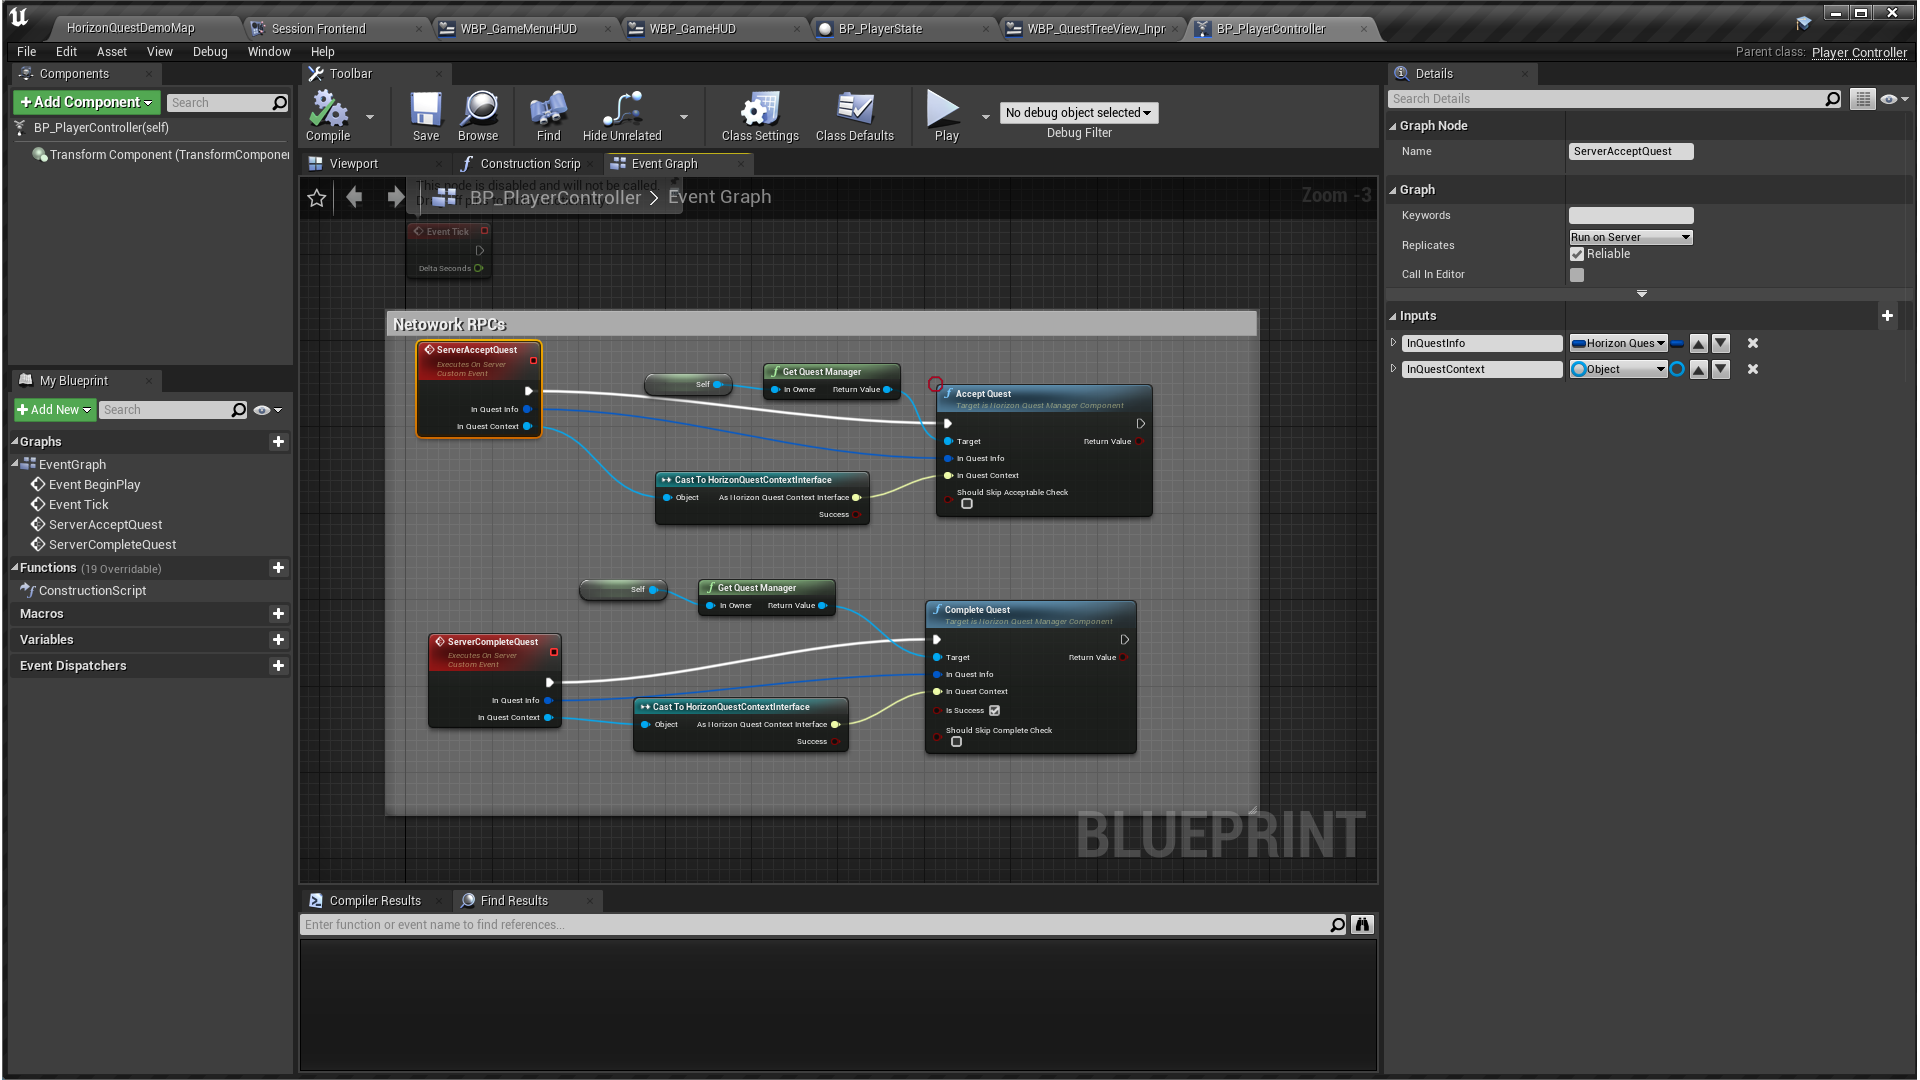 HorizonQuestDemoMap
Session Frontend
WBP_GameMenuHUD
WBP_GameHUD
BP_PlayerState
WBP_QuestTreeView_Inpr
BP_PlayerController
File Edit Asset View Debug Window Help
Parent class: Player Controller
Components
Add Component
Search
BP_PlayerController(self)
Transform Component (TransformCompone
Toolbar
Compile
Save
Browse
Find
Hide Unrelated
Class Settings
Class Defaults
Play
No debug object selected
Debug Filter
Viewport
Construction Scrip
Event Graph
This node is disabled and will not be called.
BP_PlayerController > Event Graph
Zoom -3
Event Tick
Delta Seconds
Netowork RPCs
ServerAcceptQuest
Executes On Server
Custom Event
In Quest Info
In Quest Context
Self
Get Quest Manager
In Owner Return Value
Accept Quest
Target is Horizon Quest Manager Component
Target Return Value
In Quest Info
In Quest Context
Should Skip Acceptable Check
Cast To HorizonQuestContextInterface
Object As Horizon Quest Context Interface
Success
Self
Get Quest Manager
In Owner Return Value
ServerCompleteQuest
Executes On Server
Custom Event
In Quest Info
In Quest Context
Cast To HorizonQuestContextInterface
Object As Horizon Quest Context Interface
Success
Complete Quest
Target is Horizon Quest Manager Component
Target Return Value
In Quest Info
In Quest Context
Is Success
Should Skip Complete Check
BLUEPRINT
My Blueprint
Add New
Search
Graphs
EventGraph
Event BeginPlay
Event Tick
ServerAcceptQuest
ServerCompleteQuest
Functions (19 Overridable)
ConstructionScript
Macros
Variables
Event Dispatchers
Compiler Results
Find Results
Enter function or event name to find references...
Details
Search Details
Graph Node
Name ServerAcceptQuest
Graph
Keywords
Replicates Run on Server
Reliable
Call In Editor
Inputs
InQuestInfo Horizon Ques
InQuestContext Object